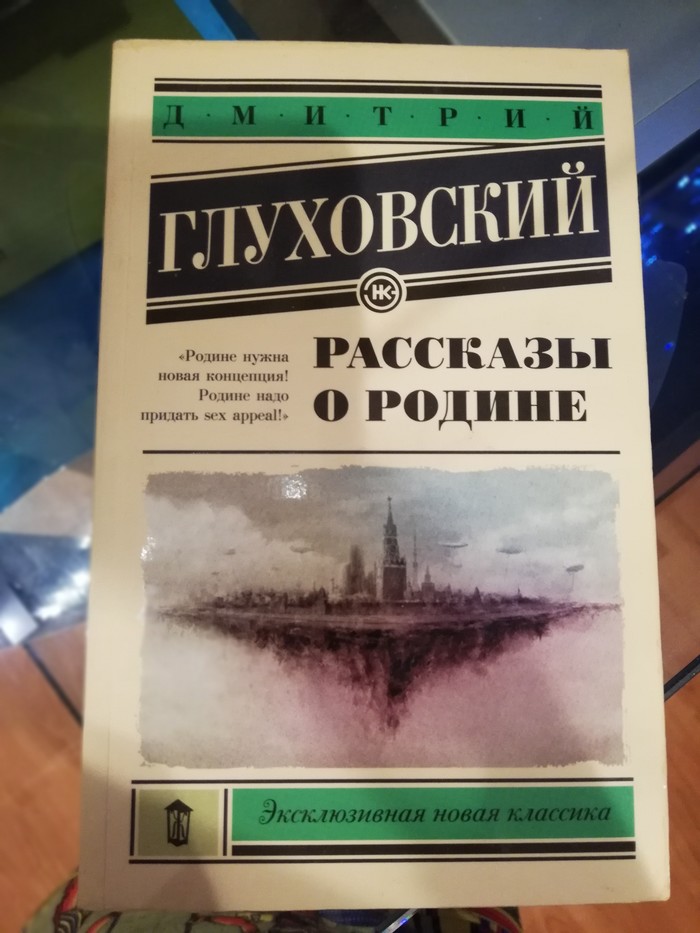 Д·М·И·Т·Р·И·Й
ГЛУХОВСКИЙ
НК
«Родине нужна
новая концепция!
Родине надо
придать sex appeal!»
РАССКАЗЫ
О РОДИНЕ
Эксклюзивная новая классика